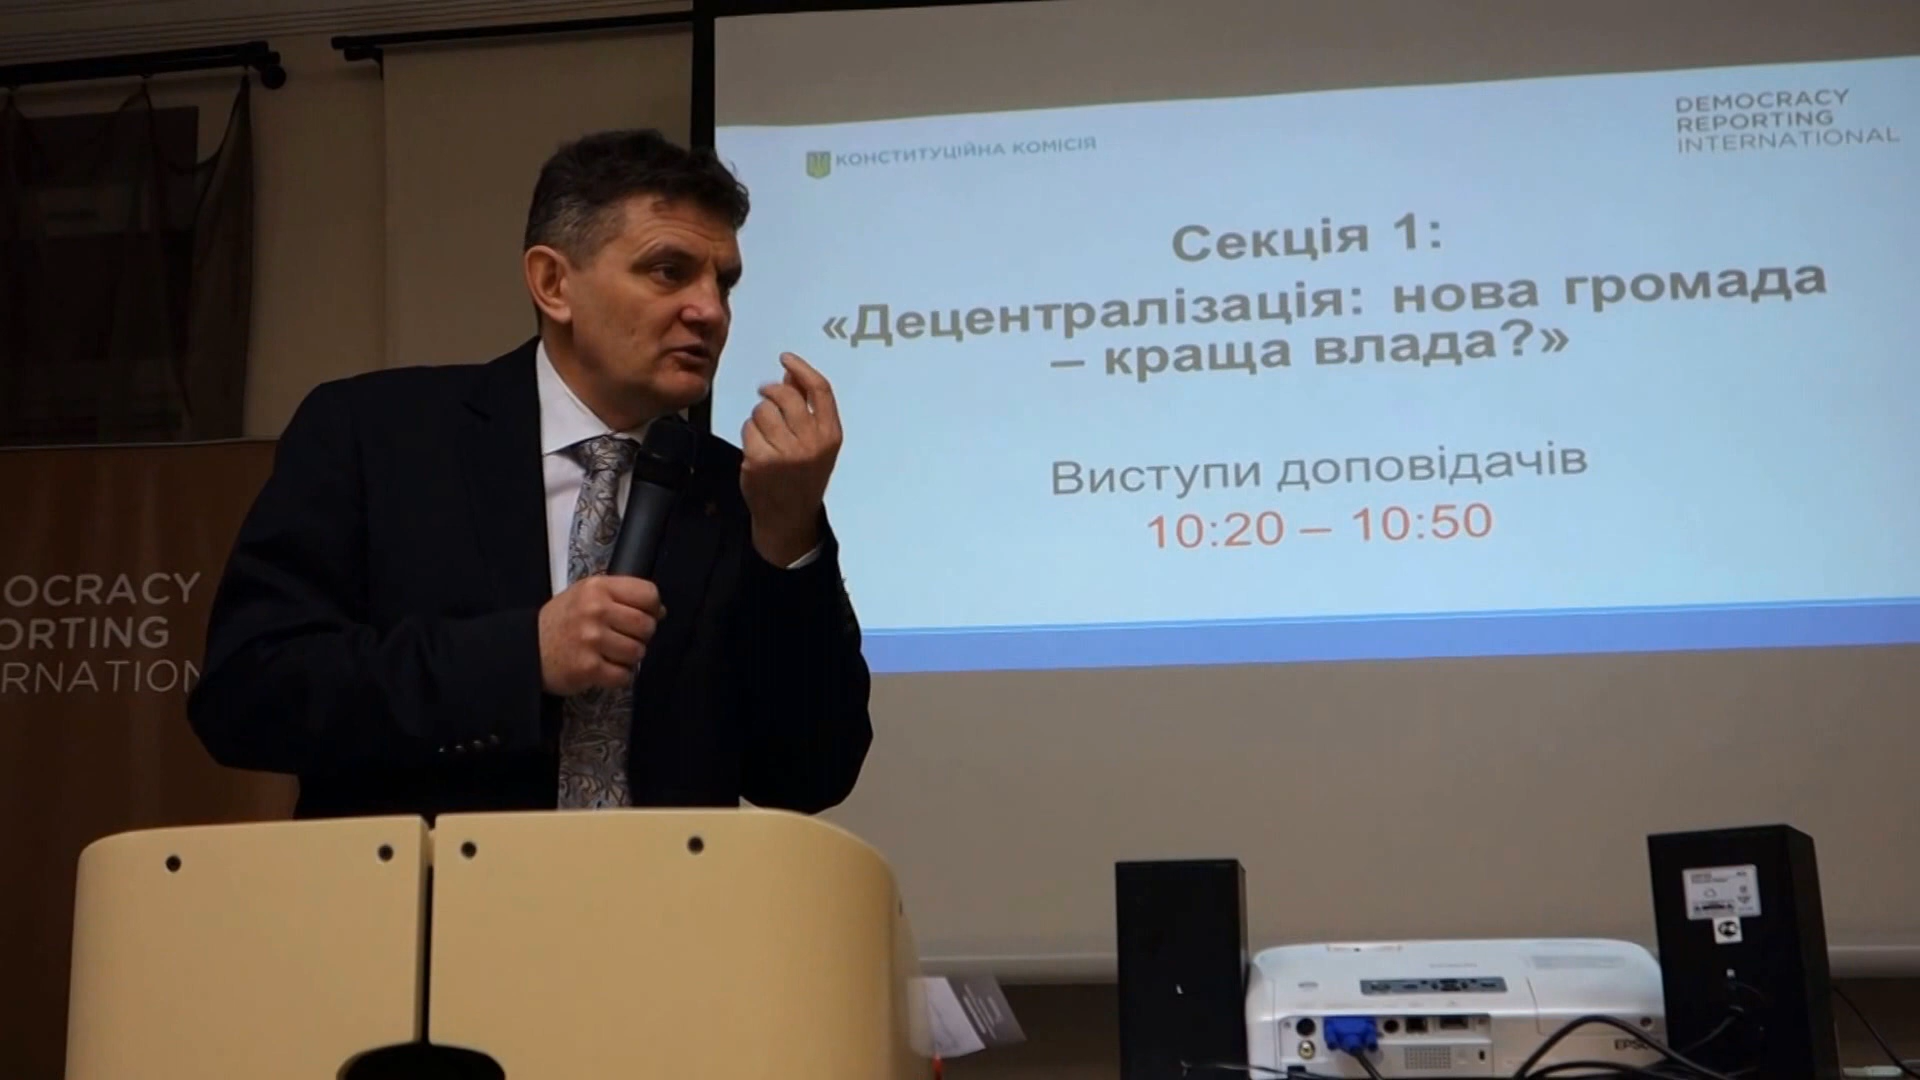 КОНСТИТУЦІЙНА КОМІСІЯ
DEMOCRACY
REPORTING
INTERNATIONAL
Секція 1:
«Децентралізація: нова громада
– краща влада?»
Виступи доповідачів
10:20 – 10:50
OCRACY
ORTING
RNATION
EPSON